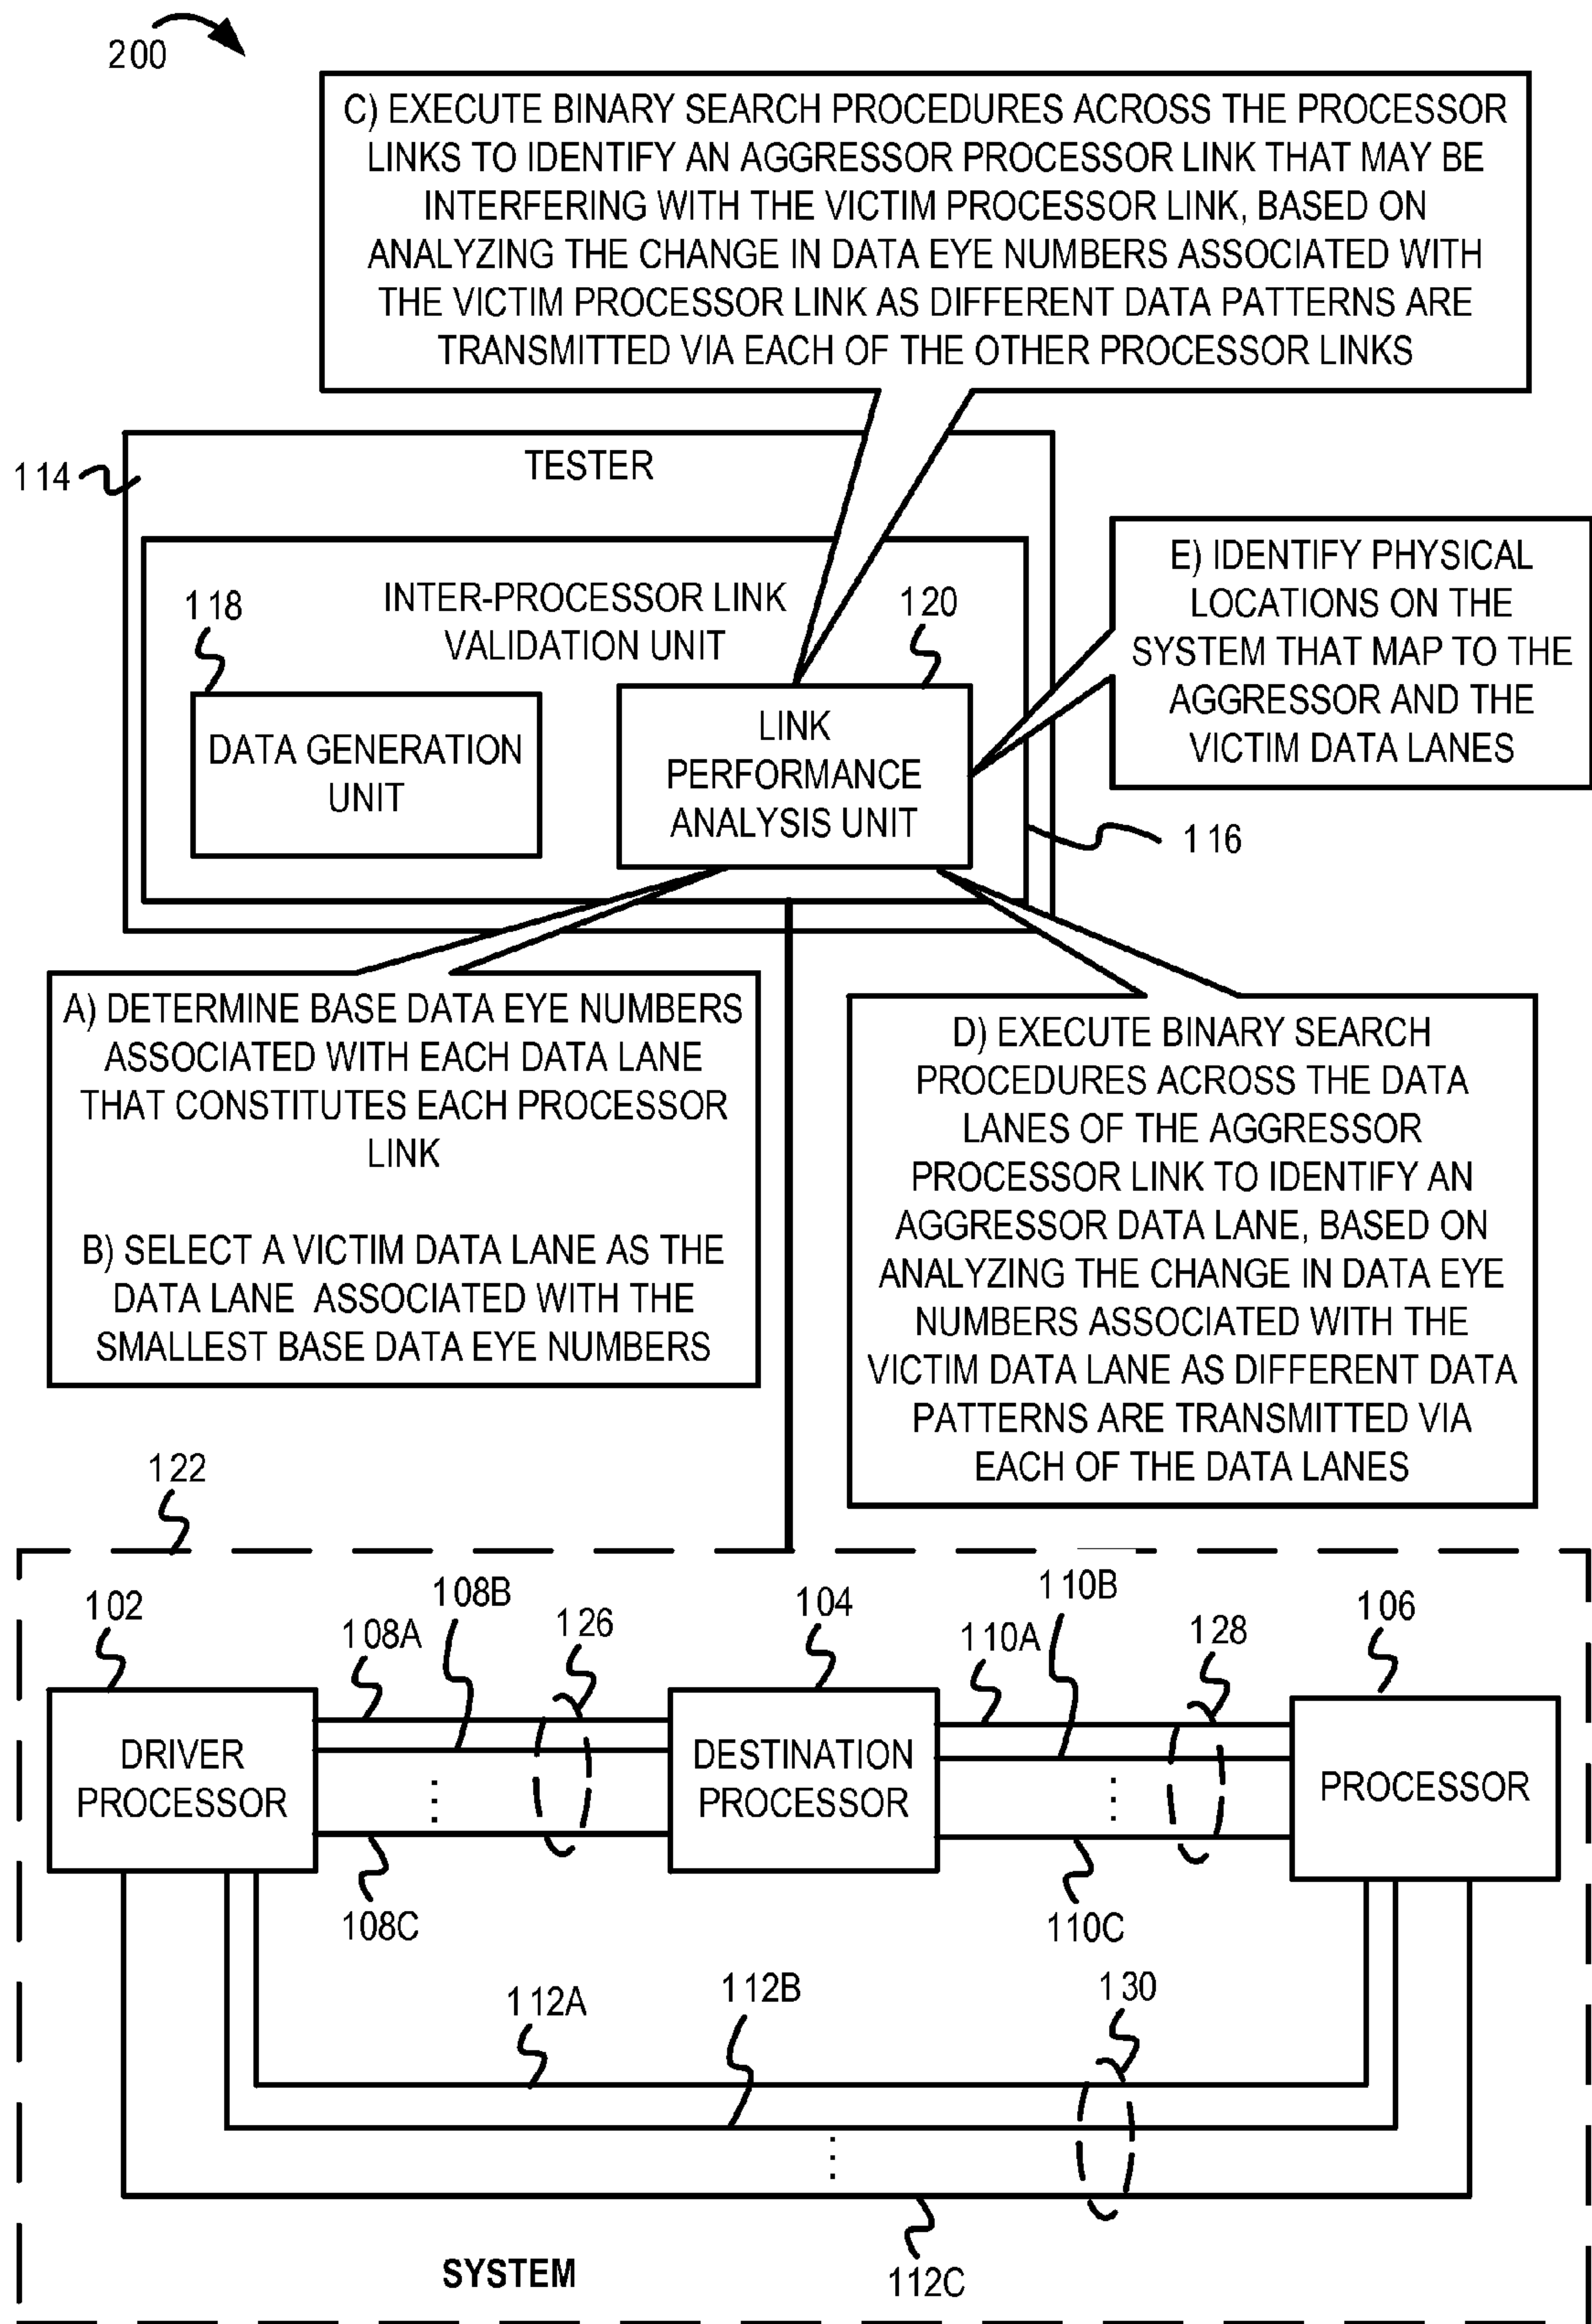 200
C) EXECUTE BINARY SEARCH PROCEDURES ACROSS THE PROCESSOR
LINKS TO IDENTIFY AN AGGRESSOR PROCESSOR LINK THAT MAY BE
INTERFERING WITH THE VICTIM PROCESSOR LINK, BASED ON
ANALYZING THE CHANGE IN DATA EYE NUMBERS ASSOCIATED WITH
THE VICTIM PROCESSOR LINK AS DIFFERENT DATA PATTERNS ARE
TRANSMITTED VIA EACH OF THE OTHER PROCESSOR LINKS
114
TESTER
118
INTER-PROCESSOR LINK
VALIDATION UNIT
120
DATA GENERATION
UNIT
LINK
PERFORMANCE
ANALYSIS UNIT
E) IDENTIFY PHYSICAL
LOCATIONS ON THE
SYSTEM THAT MAP TO THE
AGGRESSOR AND THE
VICTIM DATA LANES
116
A) DETERMINE BASE DATA EYE NUMBERS
ASSOCIATED WITH EACH DATA LANE
THAT CONSTITUTES EACH PROCESSOR
LINK
B) SELECT A VICTIM DATA LANE AS THE
DATA LANE ASSOCIATED WITH THE
SMALLEST BASE DATA EYE NUMBERS
D) EXECUTE BINARY SEARCH
PROCEDURES ACROSS THE DATA
LANES OF THE AGGRESSOR
PROCESSOR LINK TO IDENTIFY AN
AGGRESSOR DATA LANE, BASED ON
ANALYZING THE CHANGE IN DATA EYE
NUMBERS ASSOCIATED WITH THE
VICTIM DATA LANE AS DIFFERENT DATA
PATTERNS ARE TRANSMITTED VIA
EACH OF THE DATA LANES
122
102
108A
108B
126
104
110A
110B
128
106
DRIVER
PROCESSOR
DESTINATION
PROCESSOR
PROCESSOR
108C
110C
112A
112B
130
112C
SYSTEM